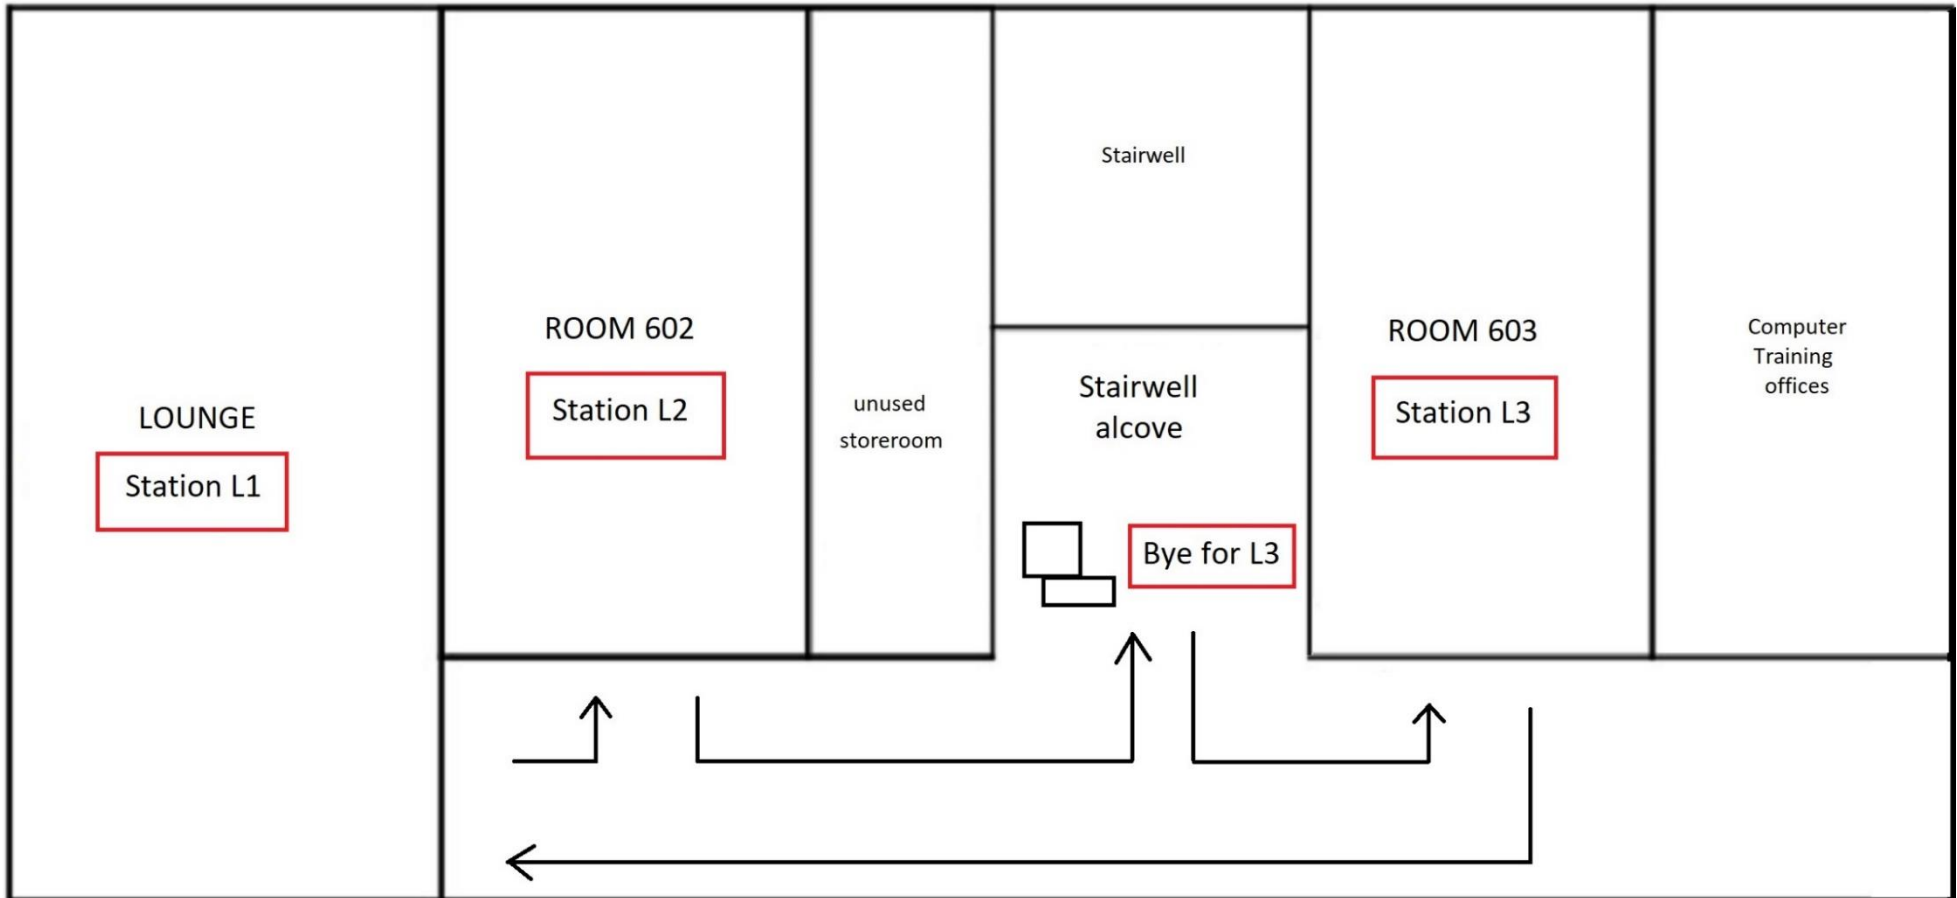 LOUNGE
Station L1
ROOM 602
Station L2
unused
storeroom
Stairwell
Stairwell
alcove
Bye for L3
ROOM 603
Station L3
Computer
Training
offices